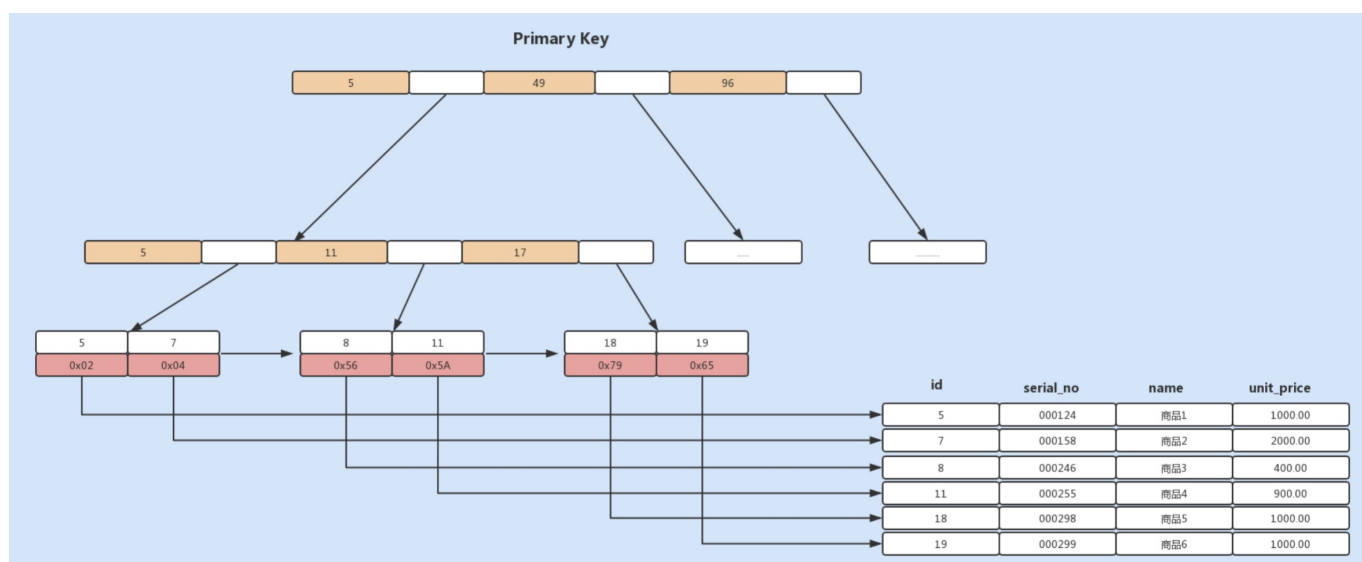 Primary Key
5 49 96
5 11 17 ...... .........
5 7 8 11 18 19
0x02 0x04 0x56 0x5A 0x79 0x65
id serial_no name unit_price
5 000124 商品1 1000.00
7 000158 商品2 2000.00
8 000246 商品3 400.00
11 000255 商品4 900.00
18 000298 商品5 1000.00
19 000299 商品6 1000.00